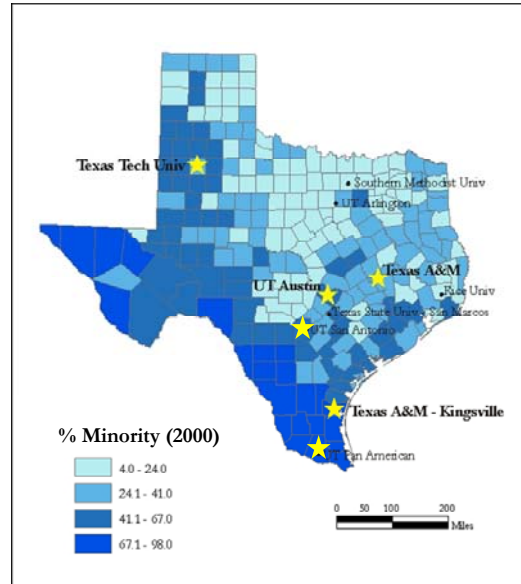 Texas Tech Univ
Southern Methodist Univ
UT Arlington
Texas A&M
UT Austin
Rice Univ
Texas State Univ - San Marcos
UT San Antonio
Texas A&M - Kingsville
% Minority (2000)
UT Pan American
4.0 - 24.0
24.1 - 41.0
41.1 - 67.0
67.1 - 98.0
0 50 100 200
Miles